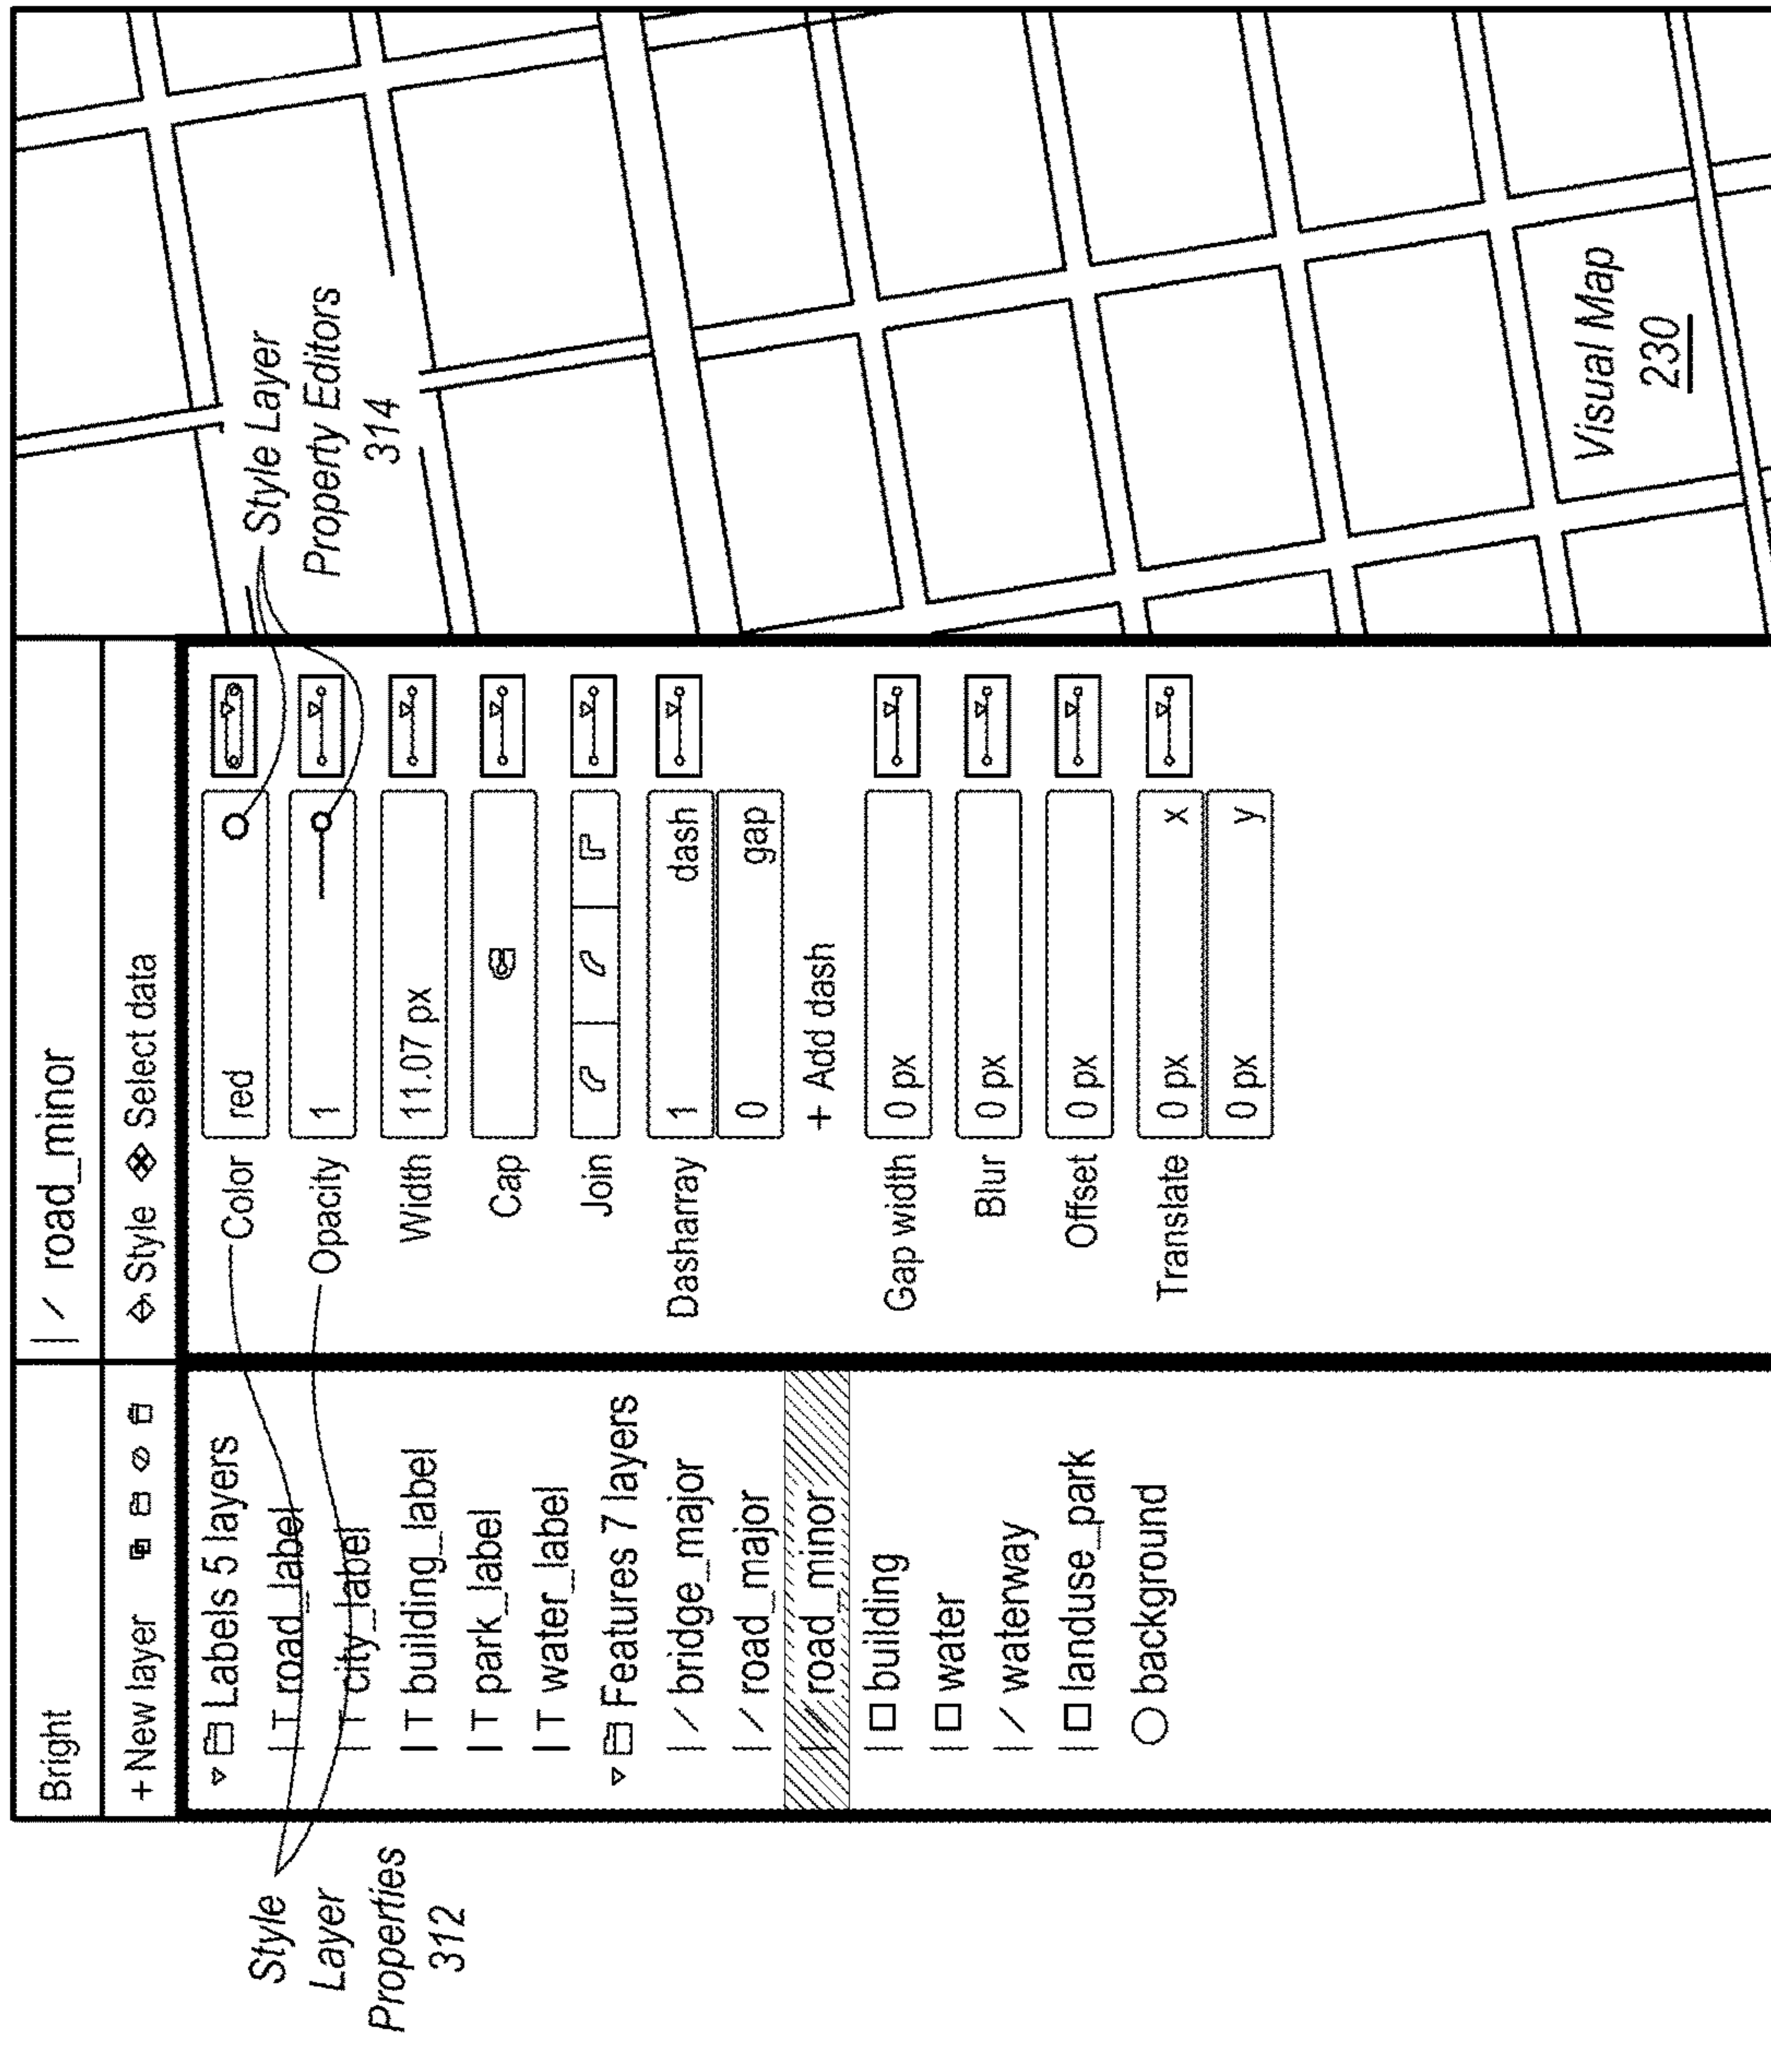 Bright
/ road_minor
+ New layer
Style Select data
Labels 5 layers
T road_label
T city_label
T building_label
T park_label
T water_label
Features 7 layers
bridge_major
road_major
road_minor
building
water
waterway
landuse_park
background
Color red
Opacity 1
Width 11.07 px
Cap
Join
Dasharray 1 dash
0 gap
+ Add dash
Gap width 0 px
Blur 0 px
Offset 0 px
Translate 0 px x
0 px y
Style
Layer
Properties
312
Style Layer
Property Editors
314
Visual Map
230